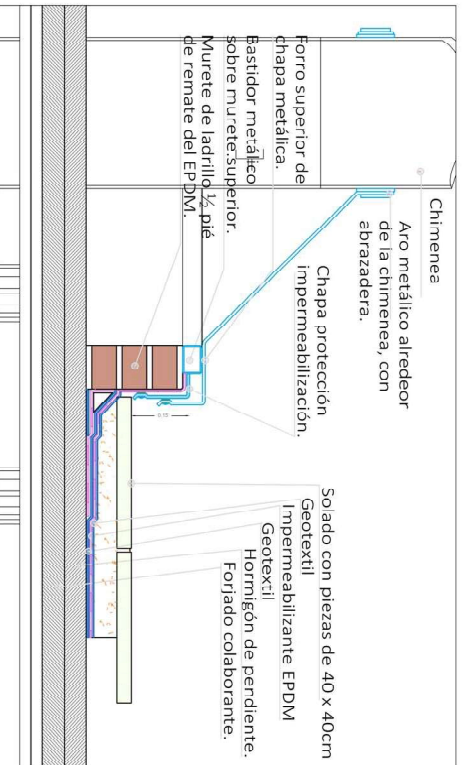 Chimenea
Aro metálico alrededor
de la chimenea, con
abrazadera.
Forro superior de
chapa metálica.
Bastidor metálico
sobre murete superior.
Murete de ladrillo ½ pié
de remate del EPDM.
Chapa protección
impermeabilización.
Solado con piezas de 40 x 40cm
Geotextil
Impermeabilizante EPDM
Geotextil
Hormigón de pendiente.
Forjado colaborante.